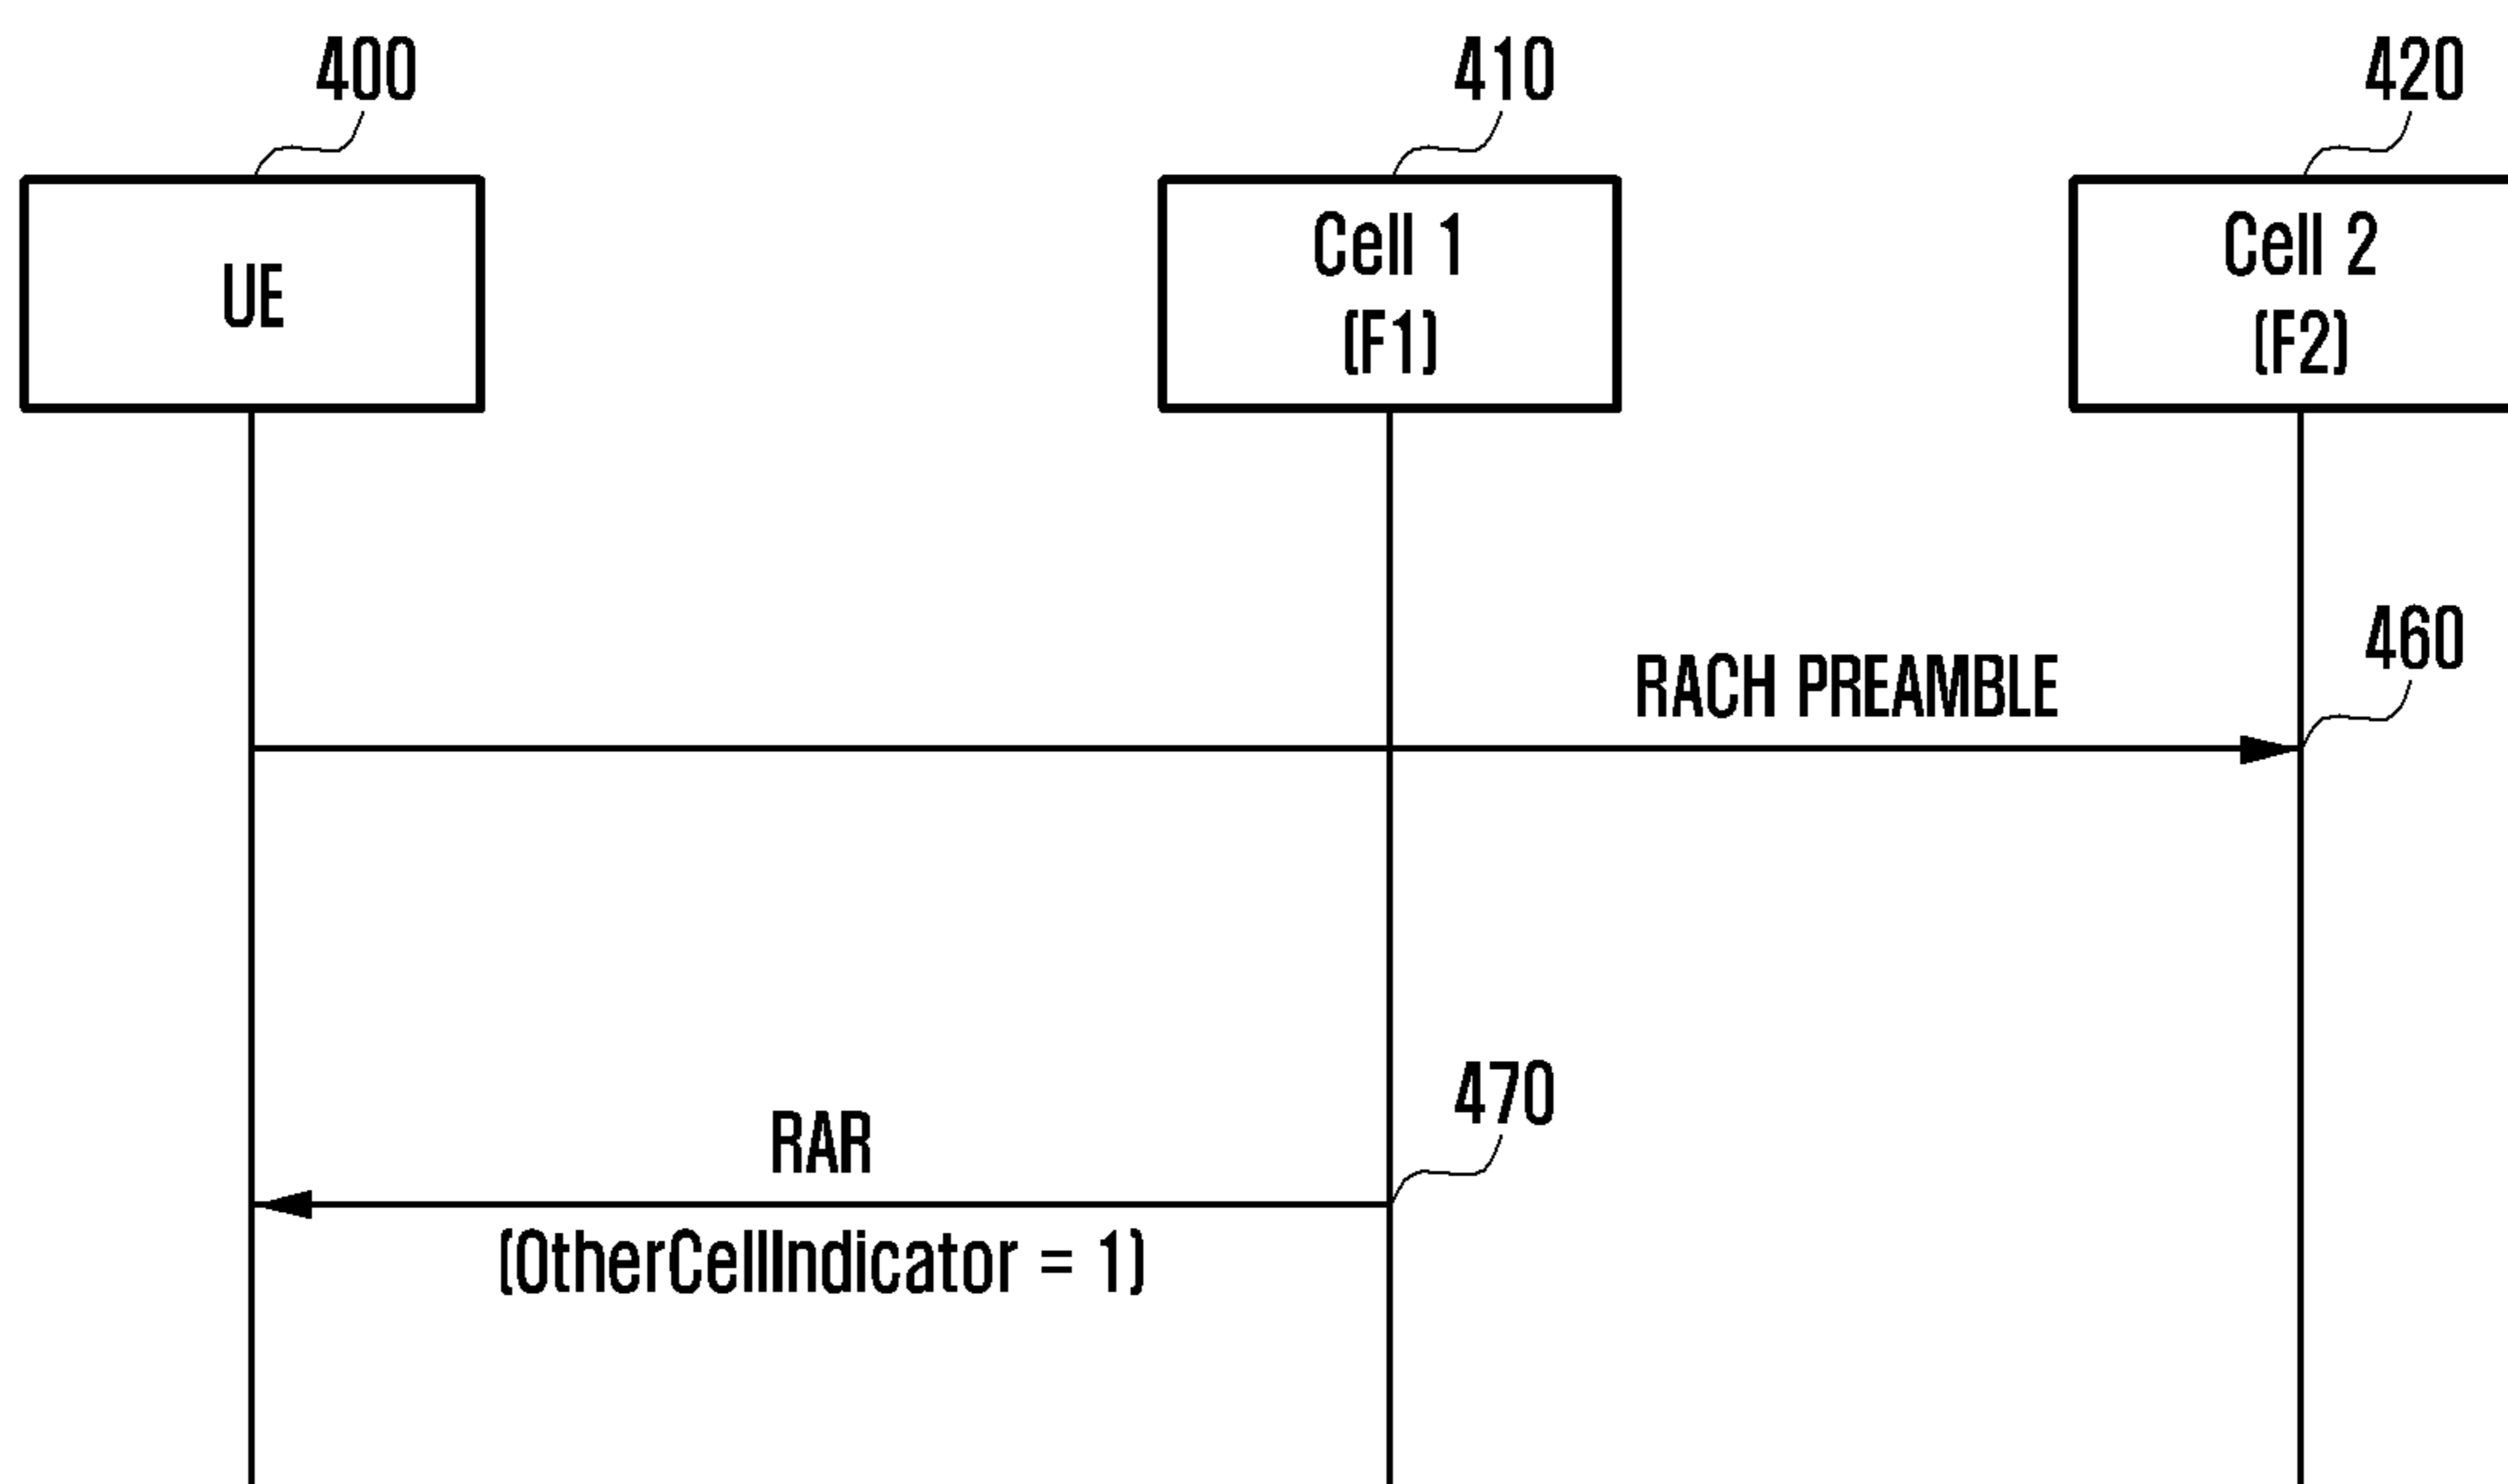 400
410
420
UE
Cell 1
(F1)
Cell 2
(F2)
460
RACH PREAMBLE
470
RAR
(OtherCellIndicator = 1)